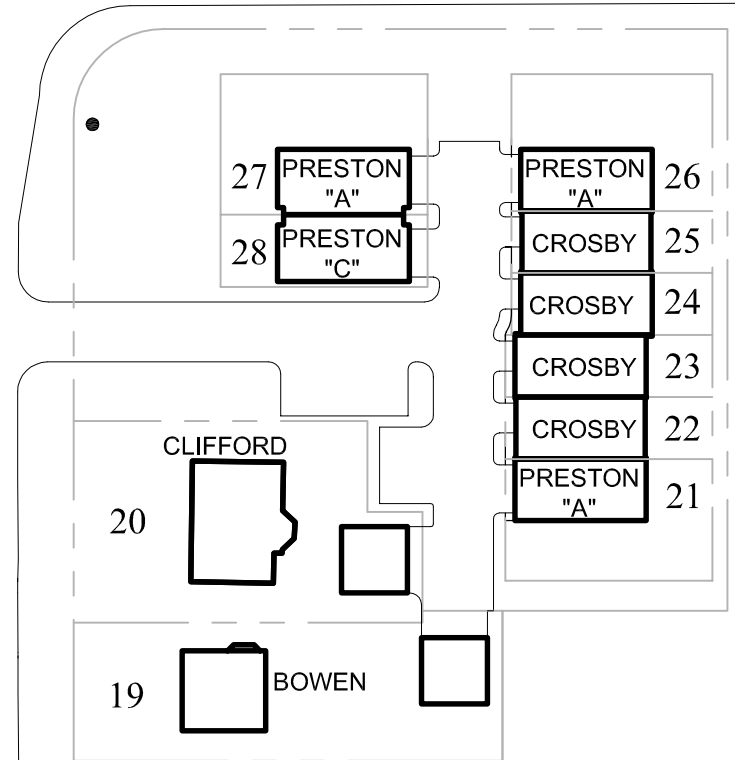 27
PRESTON
"A"
PRESTON
"A"
26
28
PRESTON
"C"
CROSBY
25
CROSBY
24
CROSBY
23
CROSBY
22
CLIFFORD
20
PRESTON
"A"
21
19
BOWEN